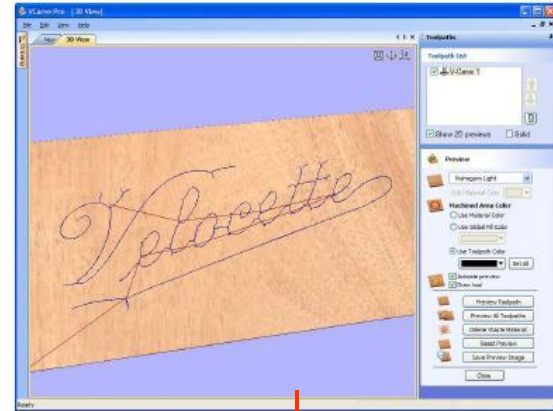 VCarve Pro - [3D View]
File Edit View Help
3D View
Toolpaths
Toolpath List
V-Carve 1
Show 2D previews
Solid
Preview
Mahogany Light
Machined Area Color
Use Material Color
Use Global Fill Color
Use Toolpath Color
Set All
Animate preview
Draw tool
Preview Toolpath
Preview All Toolpaths
Delete Waste Material
Reset Preview
Save Preview Image
Close
Velocette
Ready